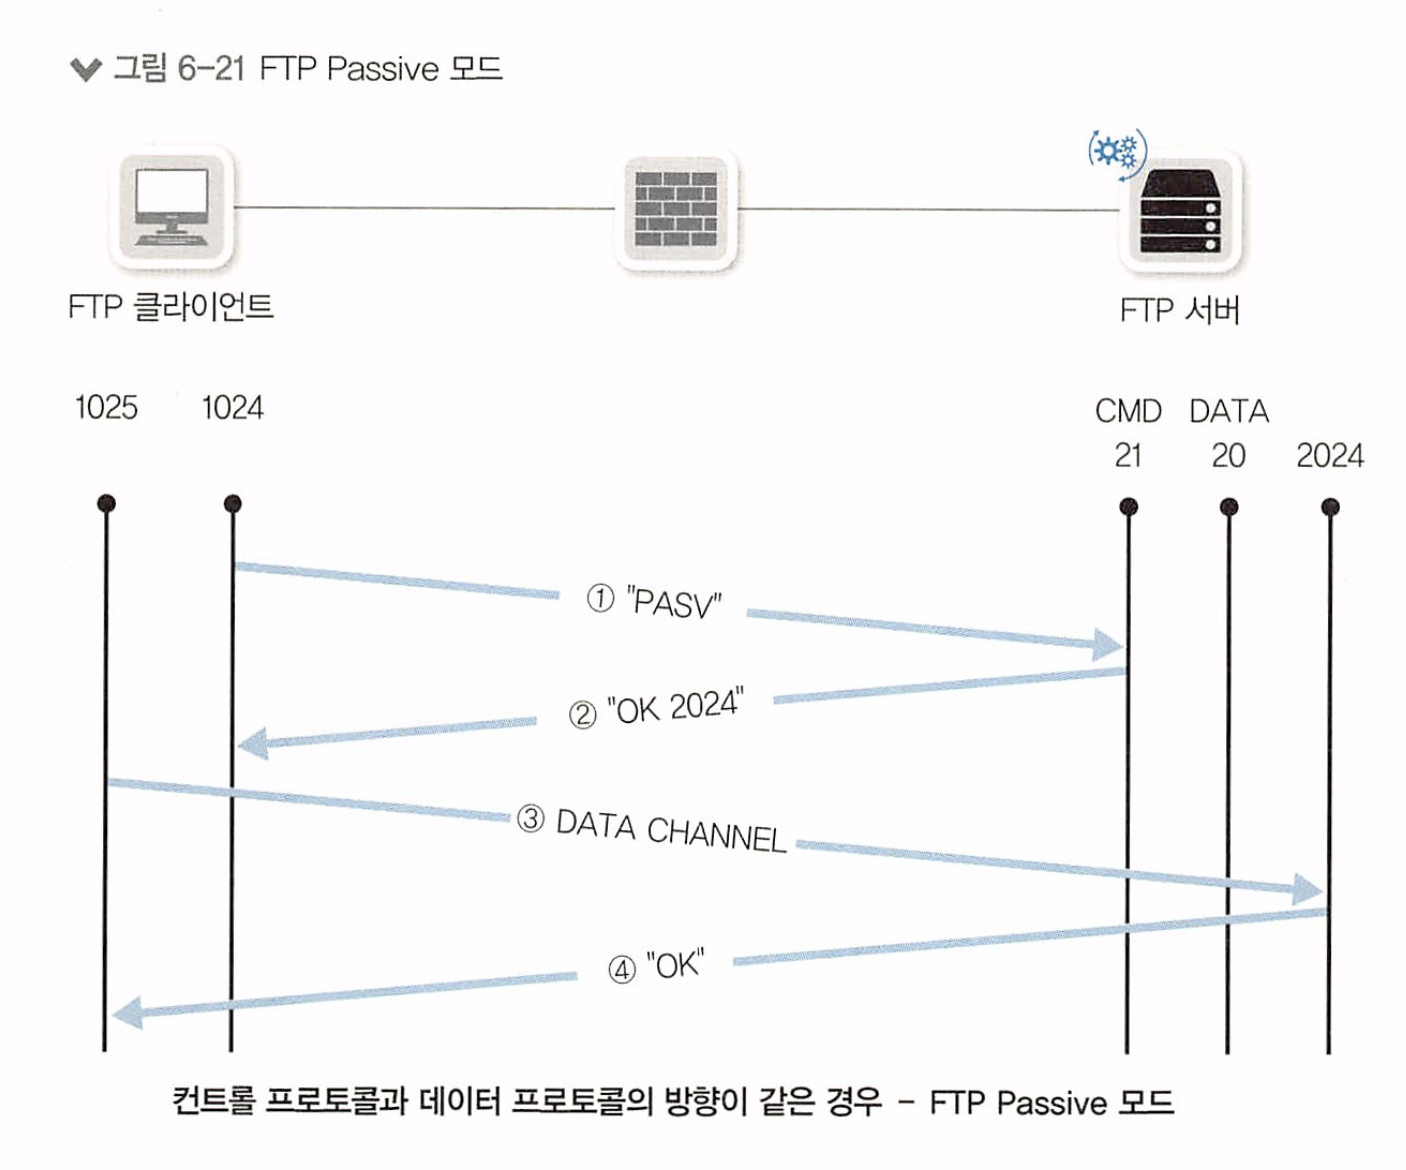 그림 6-21 FTP Passive 모드
FTP 클라이언트
FTP 서버
1025 1024
CMD DATA
21 20 2024
① "PASV"
② "OK 2024"
③ DATA CHANNEL
④ "OK"
컨트롤 프로토콜과 데이터 프로토콜의 방향이 같은 경우 - FTP Passive 모드